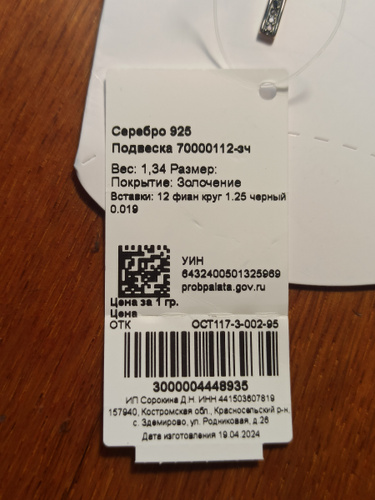 Серебро 925
Подвеска 70000112-зч
Вес: 1,34 Размер:
Покрытие: Золочение
Вставки: 12 фиан круг 1.25 черный
0.019
УИН
6432400501325969
probpalata.gov.ru
Цена за 1 гр.
Цена
ОТК ОСТ117-3-002-95
3000004448935
ИП Сорокина Д.Н. ИНН 441503607819
157940, Костромская обл., Красносельский р-н,
с. Здемирово, ул. Родниковая, д.26
Дата изготовления 19.04.2024